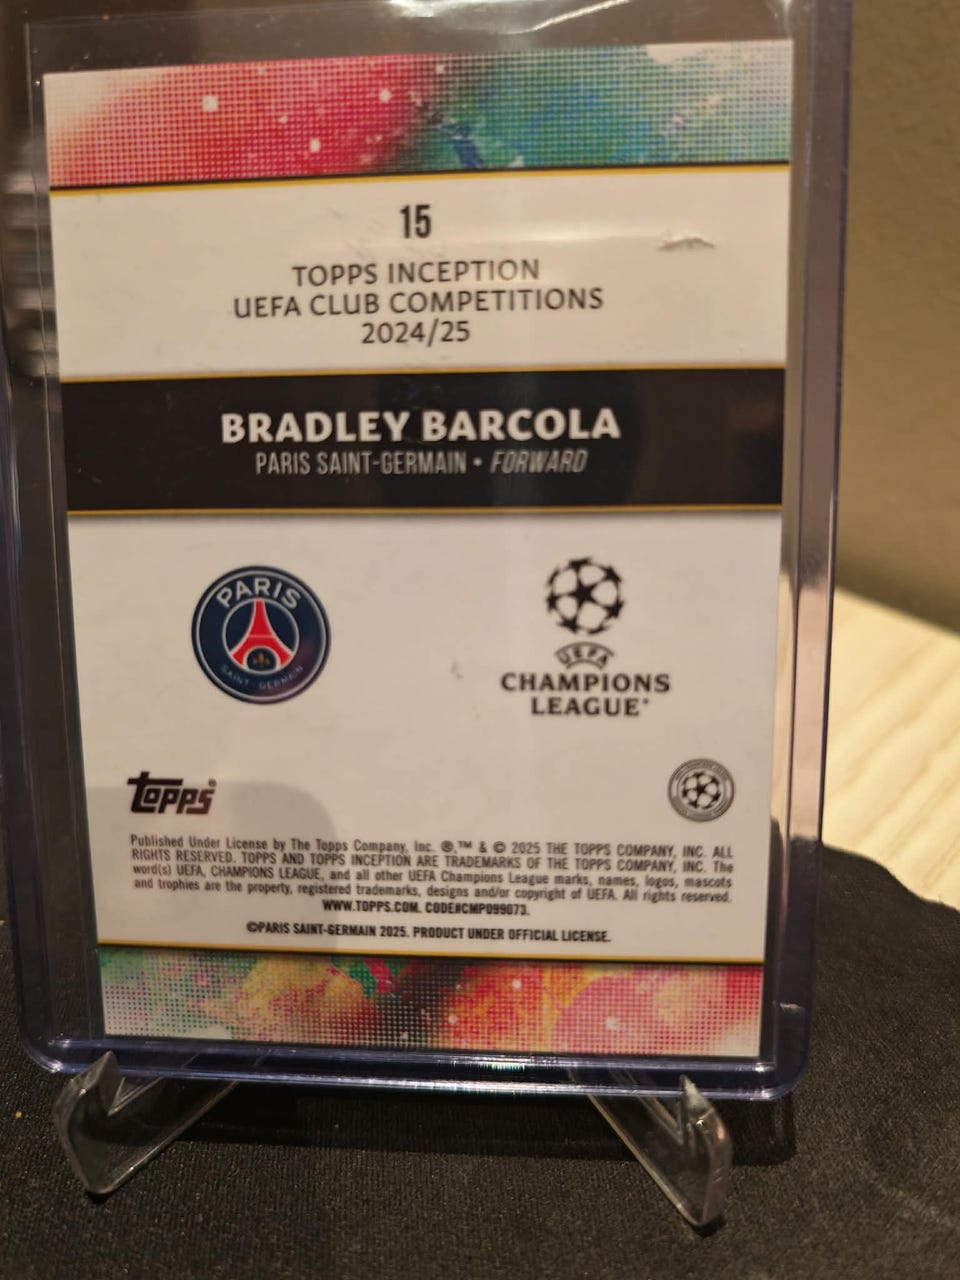 15
TOPPS INCEPTION
UEFA CLUB COMPETITIONS
2024/25
BRADLEY BARCOLA
PARIS SAINT-GERMAIN • FORWARD
PARIS
SAINT-GERMAIN
UEFA
CHAMPIONS
LEAGUE®
Topps®
Published Under License by The Topps Company, Inc. ®,™ & © 2025 THE TOPPS COMPANY, INC. ALL
RIGHTS RESERVED. TOPPS AND TOPPS INCEPTION ARE TRADEMARKS OF THE TOPPS COMPANY, INC. The
word(s) UEFA, CHAMPIONS LEAGUE, and all other UEFA Champions League marks, names, logos, mascots
and trophies are the property, registered trademarks, designs and/or copyright of UEFA. All rights reserved.
WWW.TOPPS.COM. CODE#CMP099073.
©PARIS SAINT-GERMAIN 2025. PRODUCT UNDER OFFICIAL LICENSE.